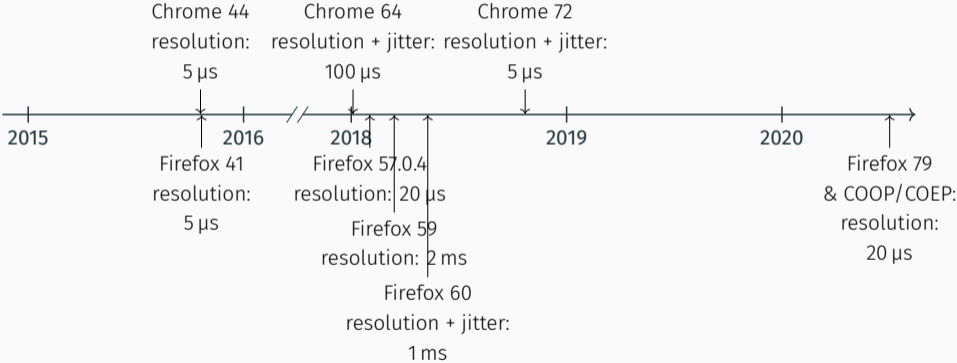 Chrome 44
resolution:
5 µs
Chrome 64
resolution + jitter:
100 µs
Chrome 72
resolution + jitter:
5 µs
2015
2016
2018
2019
2020
Firefox 41
resolution:
5 µs
Firefox 57.0.4
resolution: 20 µs
Firefox 59
resolution: 2 ms
Firefox 60
resolution + jitter:
1 ms
Firefox 79
& COOP/COEP:
resolution:
20 µs